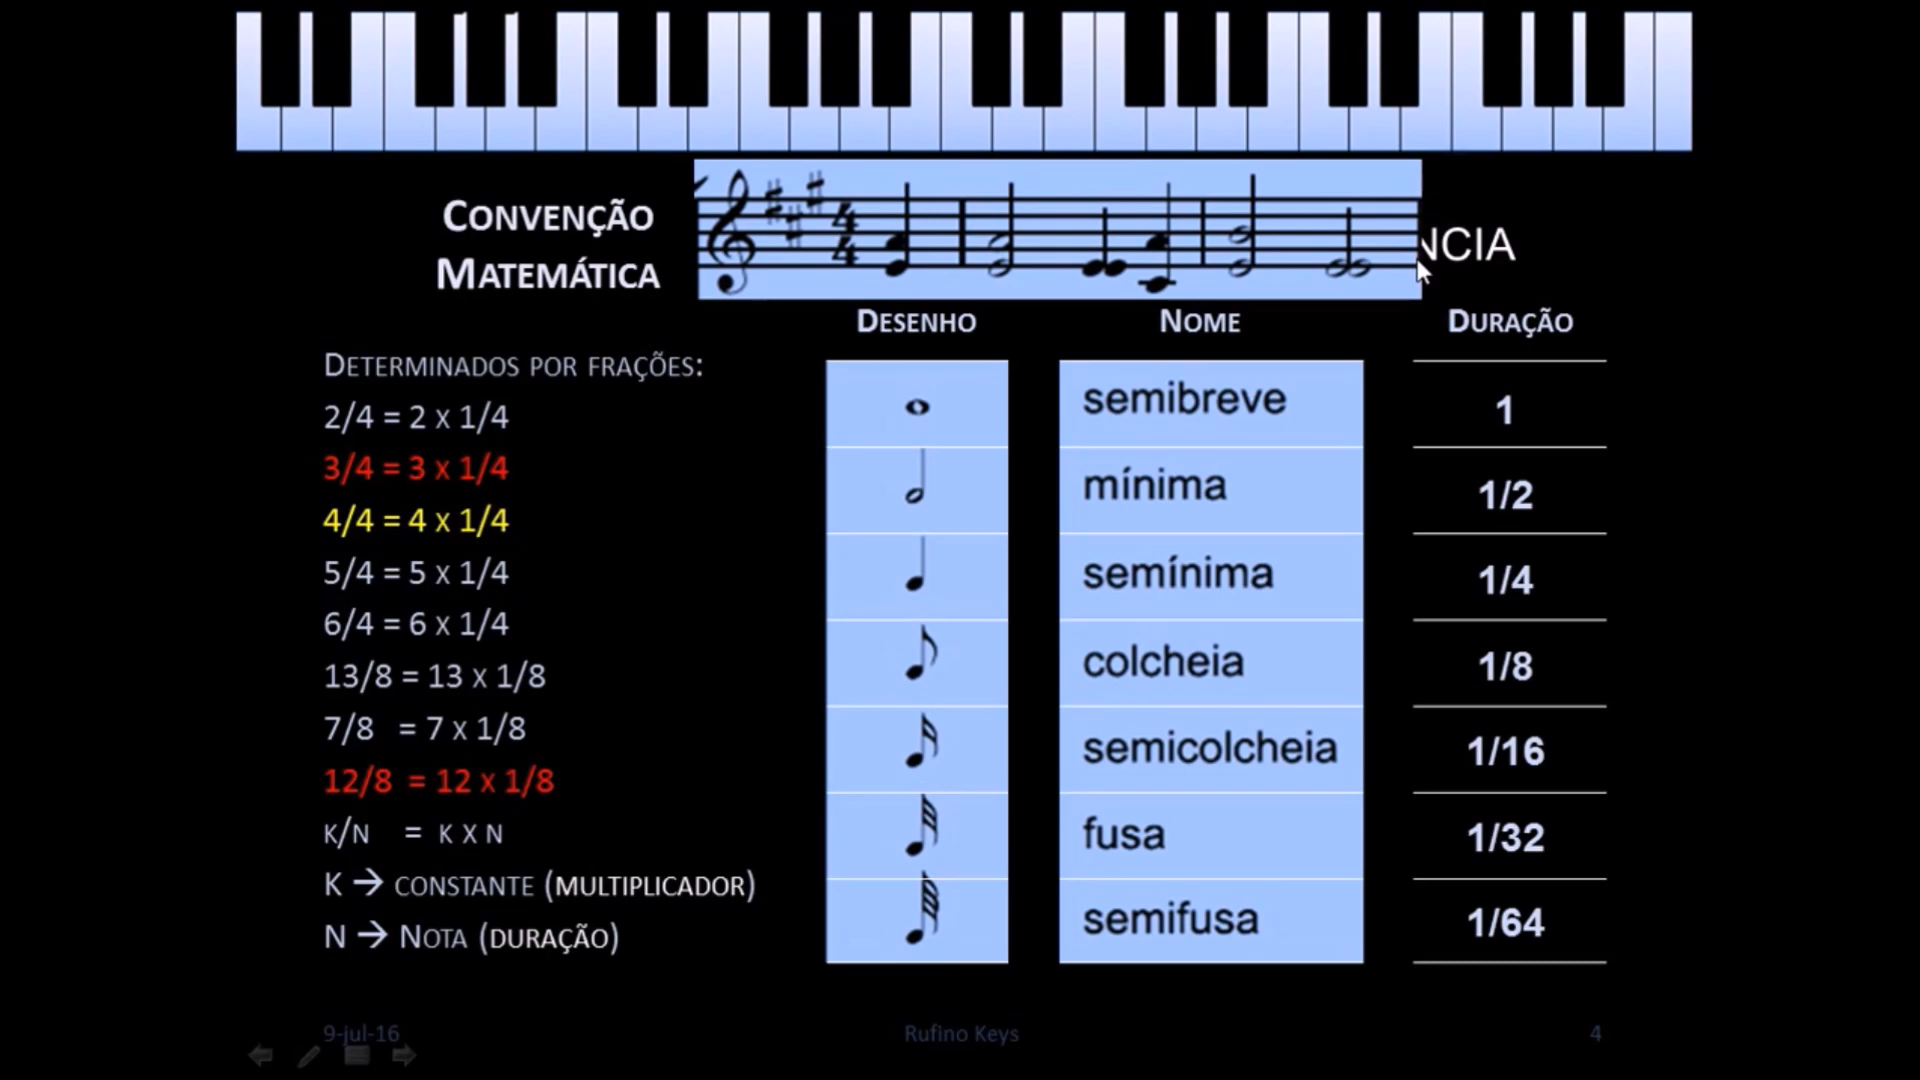 CONVENÇÃO
MATEMÁTICA
4
4
NCIA
DESENHO NOME DURAÇÃO
DETERMINADOS POR FRAÇÕES:
2/4 = 2 X 1/4
3/4 = 3 X 1/4
4/4 = 4 X 1/4
5/4 = 5 X 1/4
6/4 = 6 X 1/4
13/8 = 13 X 1/8
7/8 = 7 X 1/8
12/8 = 12 X 1/8
K/N = K X N
K → CONSTANTE (MULTIPLICADOR)
N → NOTA (DURAÇÃO)
semibreve 1
mínima 1/2
semínima 1/4
colcheia 1/8
semicolcheia 1/16
fusa 1/32
semifusa 1/64
9-jul-16 Rufino Keys 4